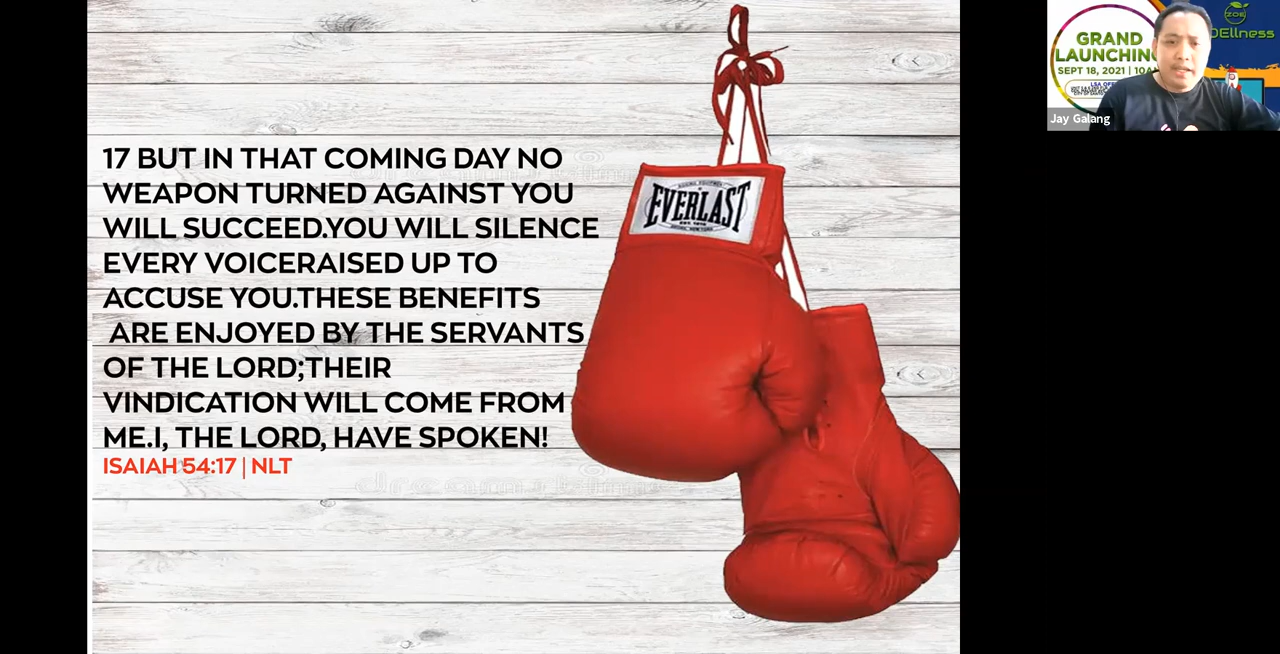 17 BUT IN THAT COMING DAY NO
WEAPON TURNED AGAINST YOU
WILL SUCCEED.YOU WILL SILENCE
EVERY VOICERAISED UP TO
ACCUSE YOU.THESE BENEFITS
ARE ENJOYED BY THE SERVANTS
OF THE LORD;THEIR
VINDICATION WILL COME FROM
ME.I, THE LORD, HAVE SPOKEN!
ISAIAH 54:17 | NLT
EVERLAST
GRAND
LAUNCHING
SEPT 18, 2021 | 10A
ZOE
OEllness
Jay Galang